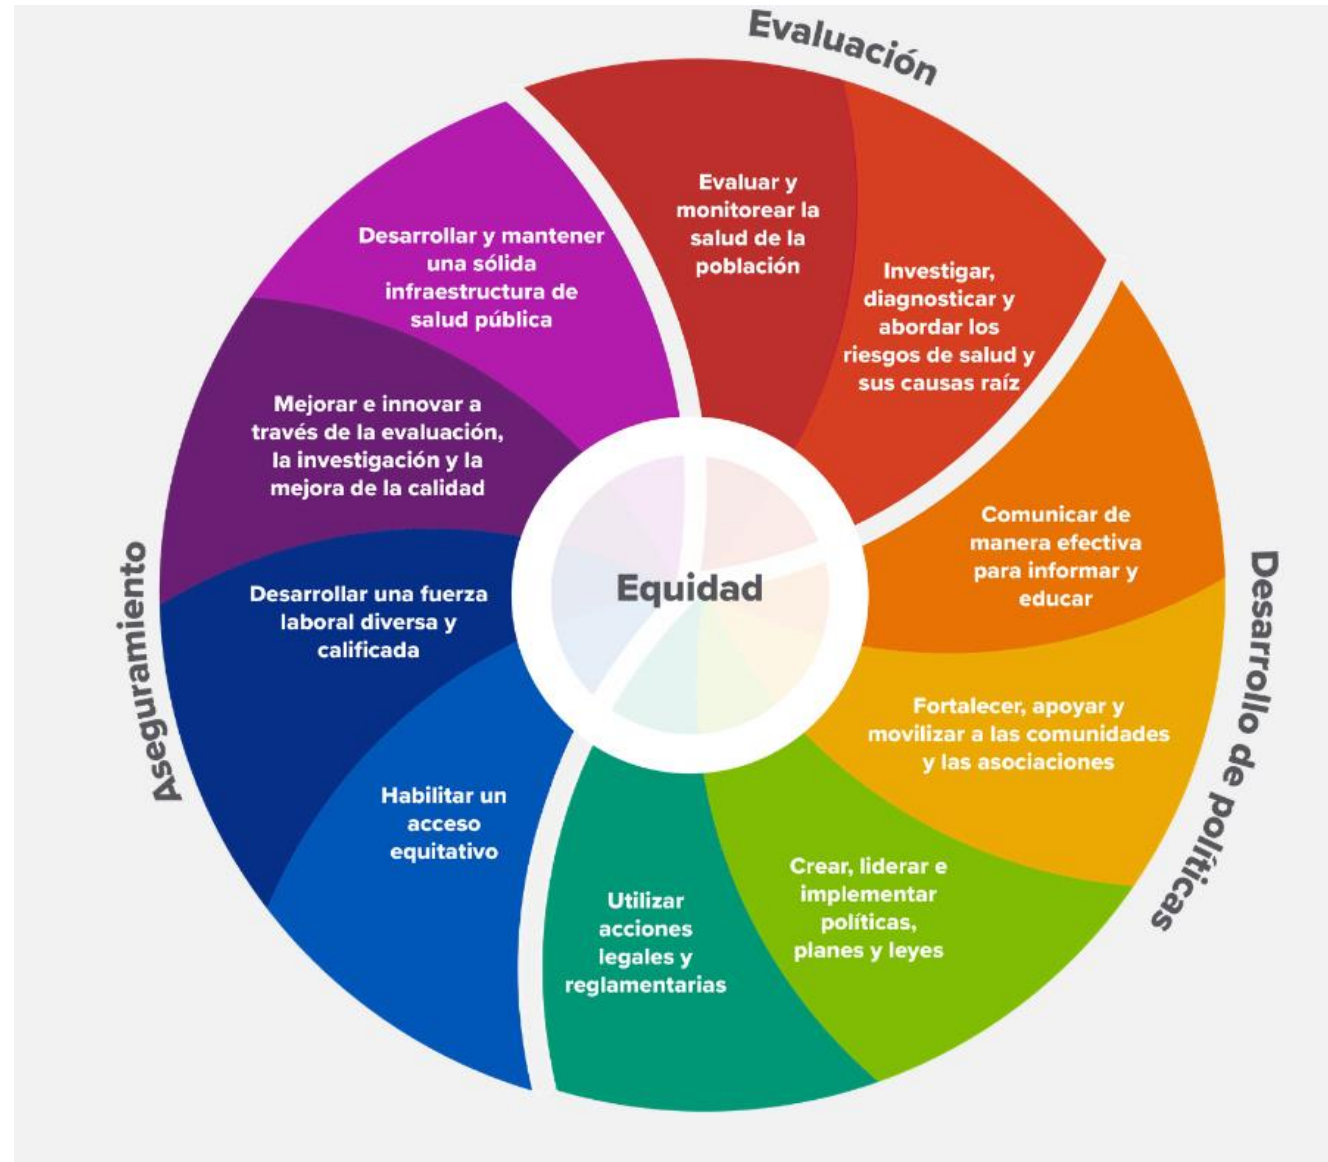 Evaluación
Evaluar y
monitorear la
salud de la
población
Investigar,
diagnosticar y
abordar los
riesgos de salud y
sus causas raíz
Desarrollo de políticas
Comunicar de
manera efectiva
para informar y
educar
Fortalecer, apoyar y
movilizar a las comunidades
y las asociaciones
Crear, liderar e
implementar
políticas,
planes y leyes
Utilizar
acciones
legales y
reglamentarias
Aseguramiento
Habilitar un
acceso
equitativo
Desarrollar una fuerza
laboral diversa y
calificada
Mejorar e innovar a
través de la evaluación,
la investigación y la
mejora de la calidad
Desarrollar y mantener
una sólida
infraestructura de
salud pública
Equidad